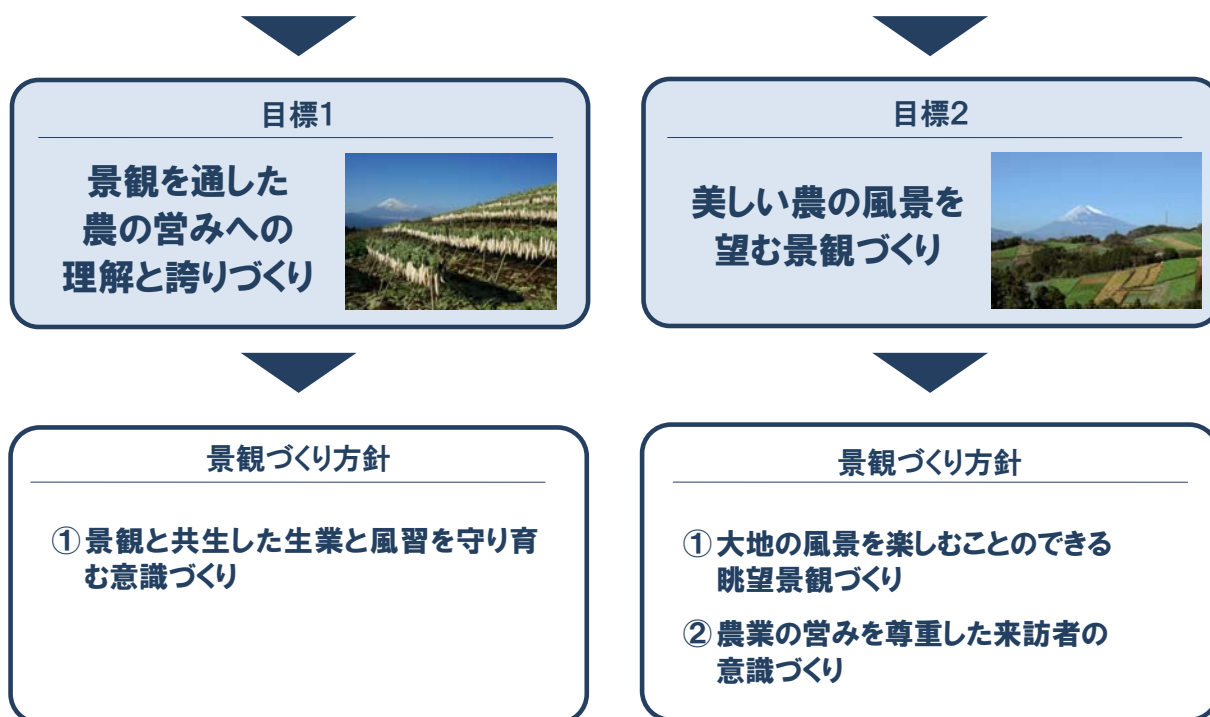 目標1
景観を通した
農の営みへの
理解と誇りづくり
目標2
美しい農の風景を
望む景観づくり
景観づくり方針
①景観と共生した生業と風習を守り育
む意識づくり
景観づくり方針
①大地の風景を楽しむことのできる
眺望景観づくり
②農業の営みを尊重した来訪者の
意識づくり